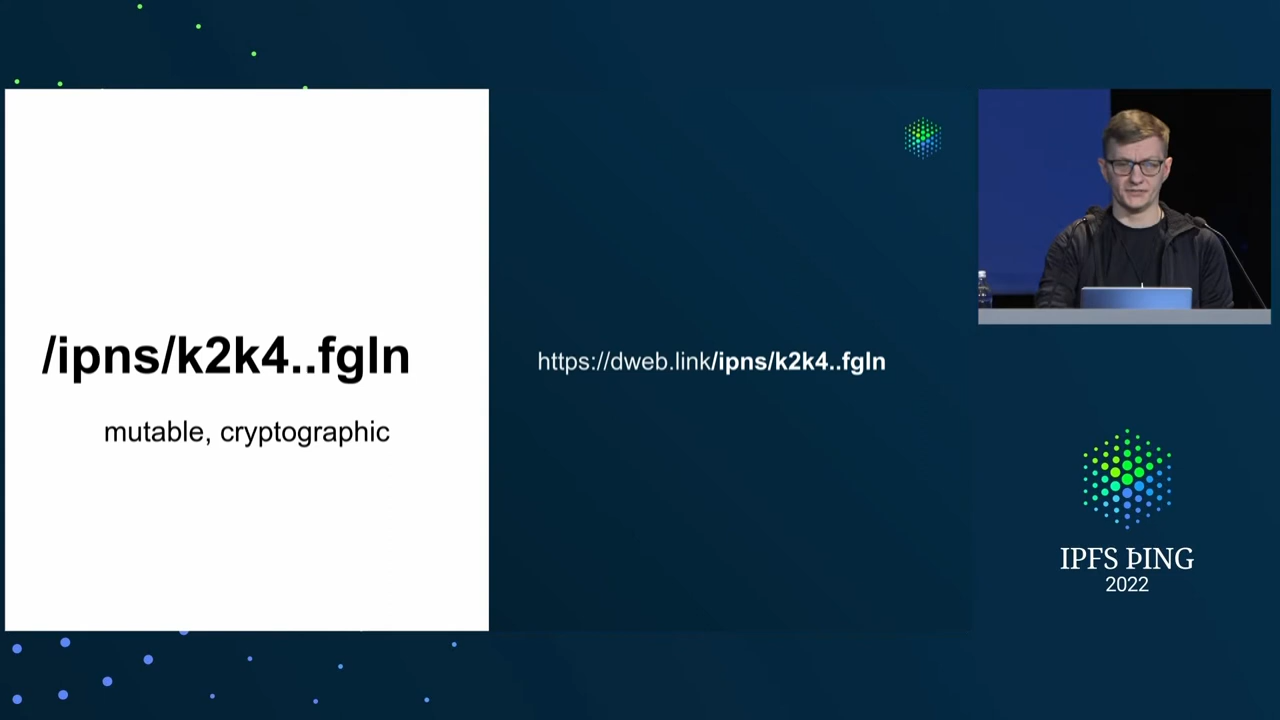 /ipns/k2k4..fgln
mutable, cryptographic
https://dweb.link/ipns/k2k4..fgln
IPFS ÞING
2022